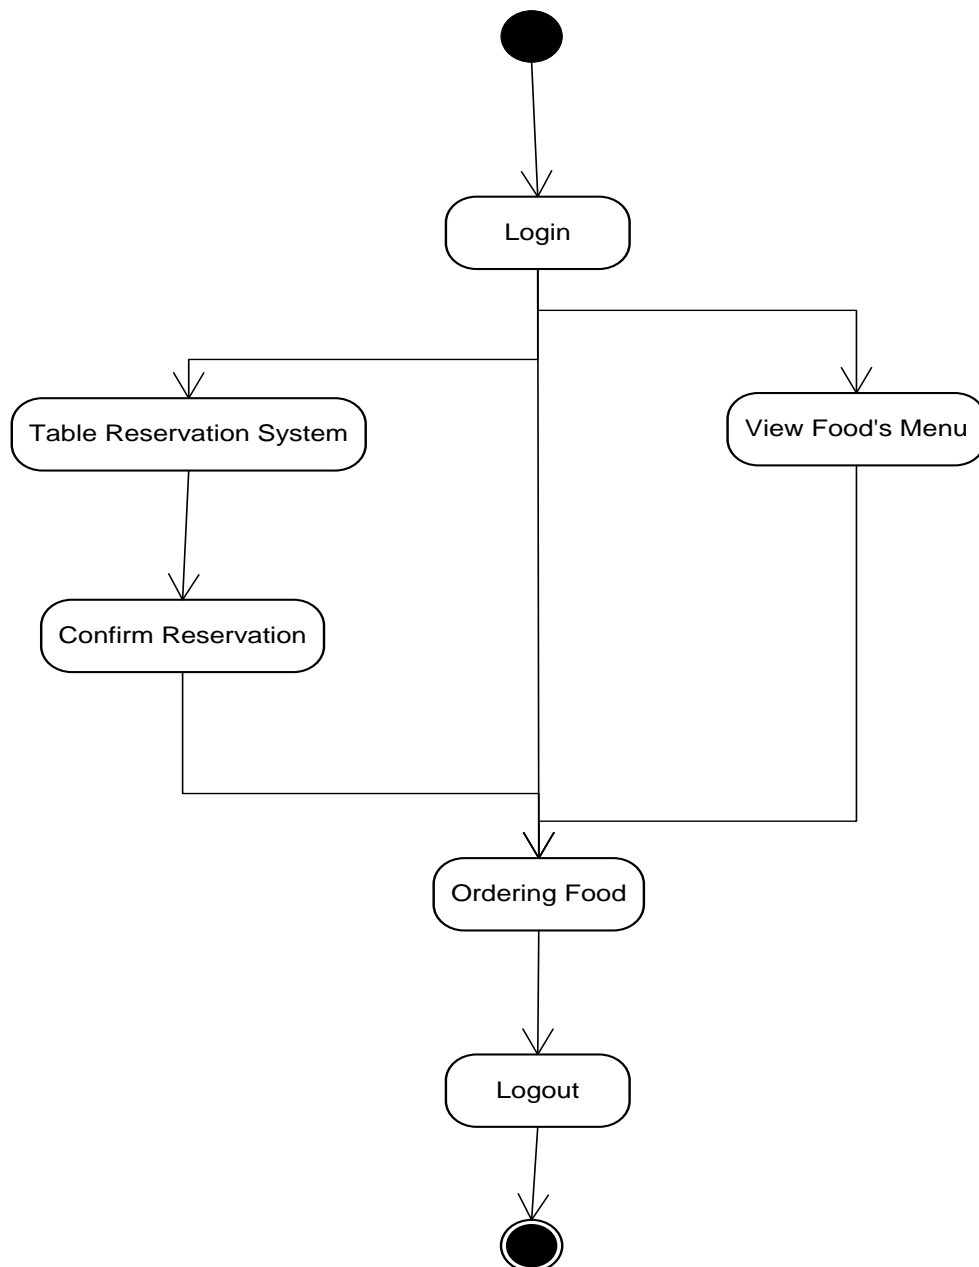 Login
Table Reservation System
View Food's Menu
Confirm Reservation
Ordering Food
Logout